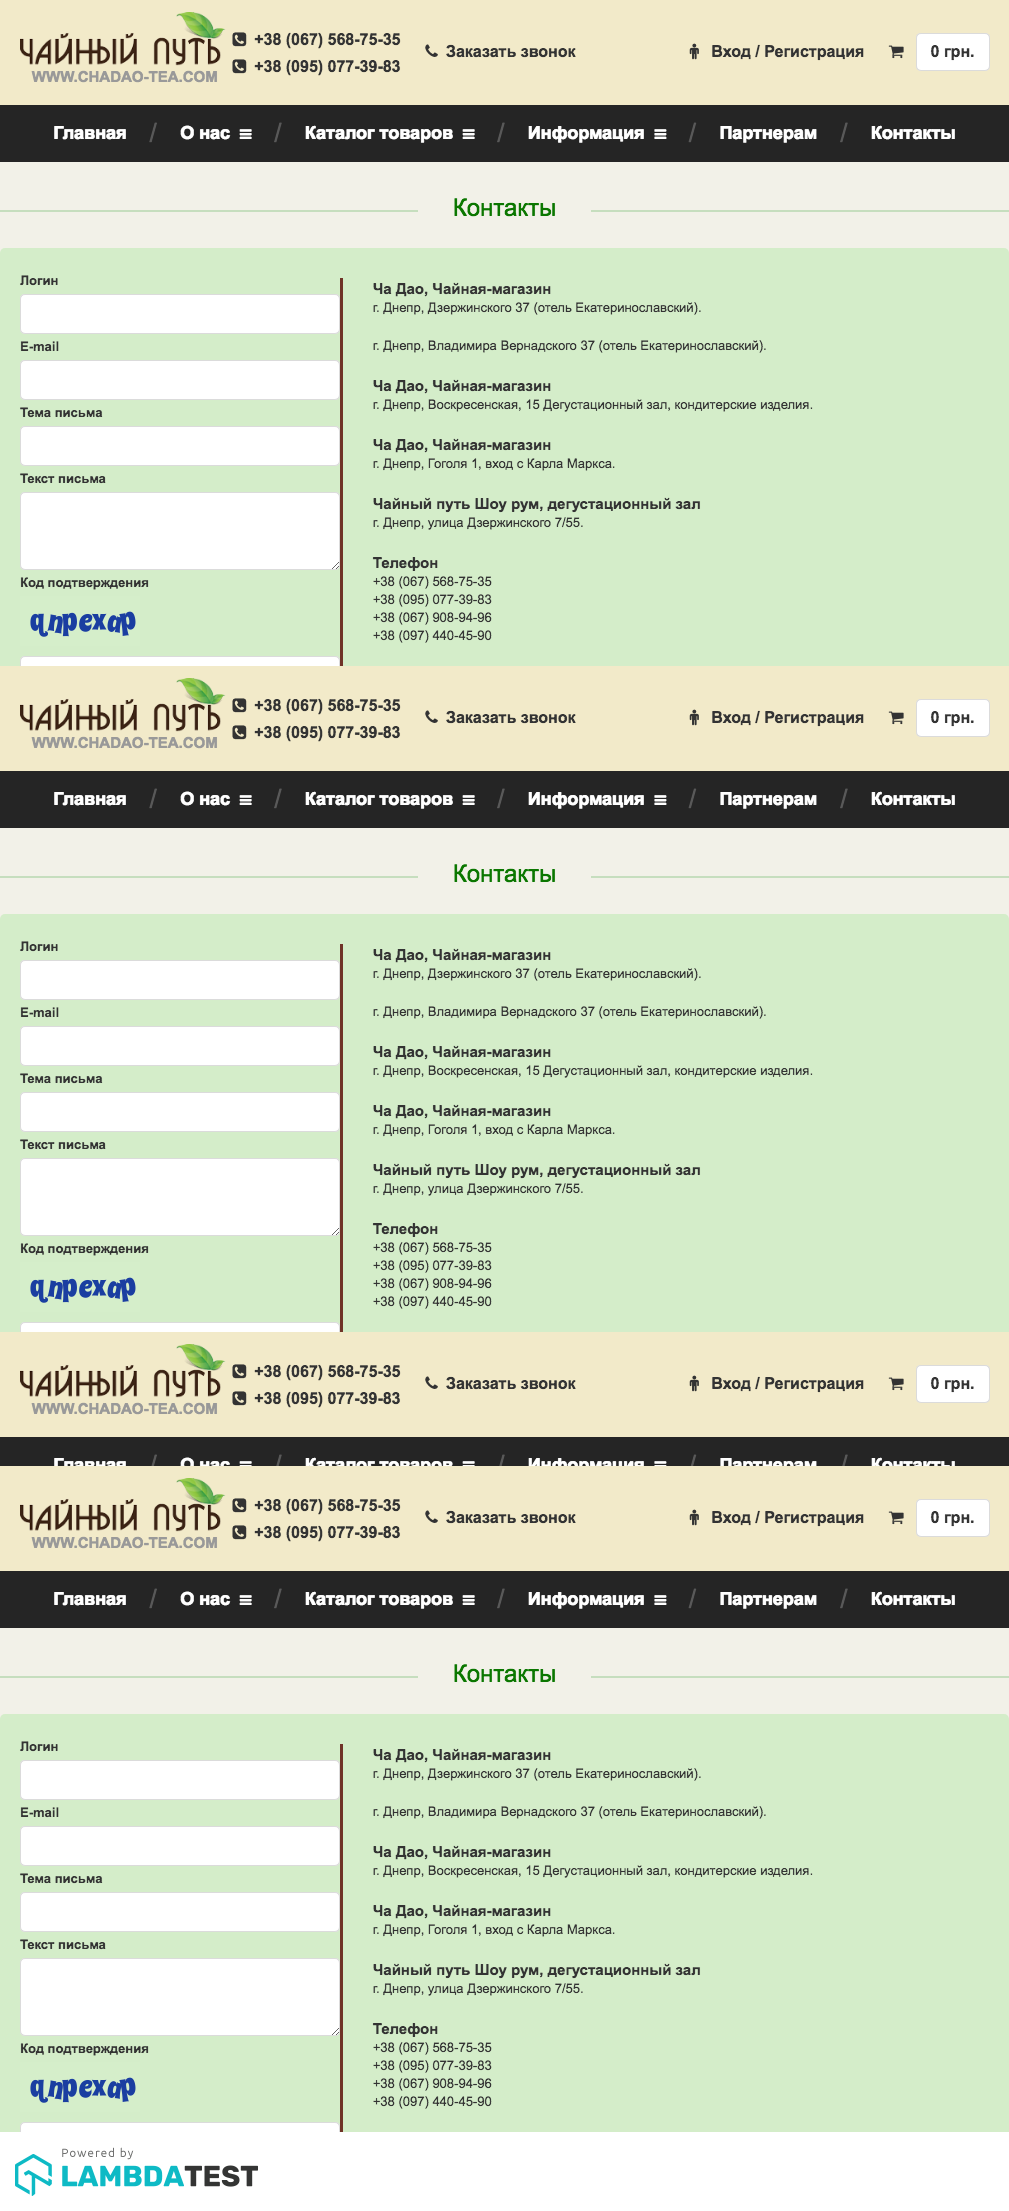 ЧАЙНЫЙ ПУТЬ
WWW.CHADAO-TEA.COM
+38 (067) 568-75-35
+38 (095) 077-39-83
Заказать звонок
Вход / Регистрация
0 грн.
Главная / О нас / Каталог товаров / Информация / Партнерам / Контакты
Контакты
Логин
E-mail
Тема письма
Текст письма
Код подтверждения
qnpexap
Ча Дао, Чайная-магазин
г. Днепр, Дзержинского 37 (отель Екатеринославский).
г. Днепр, Владимира Вернадского 37 (отель Екатеринославский).
Ча Дао, Чайная-магазин
г. Днепр, Воскресенская, 15 Дегустационный зал, кондитерские изделия.
Ча Дао, Чайная-магазин
г. Днепр, Гоголя 1, вход с Карла Маркса.
Чайный путь Шоу рум, дегустационный зал
г. Днепр, улица Дзержинского 7/55.
Телефон
+38 (067) 568-75-35
+38 (095) 077-39-83
+38 (067) 908-94-96
+38 (097) 440-45-90
ЧАЙНЫЙ ПУТЬ
WWW.CHADAO-TEA.COM
+38 (067) 568-75-35
+38 (095) 077-39-83
Заказать звонок
Вход / Регистрация
0 грн.
Главная / О нас / Каталог товаров / Информация / Партнерам / Контакты
Контакты
Логин
E-mail
Тема письма
Текст письма
Код подтверждения
qnpexap
Ча Дао, Чайная-магазин
г. Днепр, Дзержинского 37 (отель Екатеринославский).
г. Днепр, Владимира Вернадского 37 (отель Екатеринославский).
Ча Дао, Чайная-магазин
г. Днепр, Воскресенская, 15 Дегустационный зал, кондитерские изделия.
Ча Дао, Чайная-магазин
г. Днепр, Гоголя 1, вход с Карла Маркса.
Чайный путь Шоу рум, дегустационный зал
г. Днепр, улица Дзержинского 7/55.
Телефон
+38 (067) 568-75-35
+38 (095) 077-39-83
+38 (067) 908-94-96
+38 (097) 440-45-90
ЧАЙНЫЙ ПУТЬ
WWW.CHADAO-TEA.COM
+38 (067) 568-75-35
+38 (095) 077-39-83
Заказать звонок
Вход / Регистрация
0 грн.
Главная / О нас / Каталог товаров / Информация / Партнерам / Контакты
ЧАЙНЫЙ ПУТЬ
WWW.CHADAO-TEA.COM
+38 (067) 568-75-35
+38 (095) 077-39-83
Заказать звонок
Вход / Регистрация
0 грн.
Главная / О нас / Каталог товаров / Информация / Партнерам / Контакты
Контакты
Логин
E-mail
Тема письма
Текст письма
Код подтверждения
qnpexap
Ча Дао, Чайная-магазин
г. Днепр, Дзержинского 37 (отель Екатеринославский).
г. Днепр, Владимира Вернадского 37 (отель Екатеринославский).
Ча Дао, Чайная-магазин
г. Днепр, Воскресенская, 15 Дегустационный зал, кондитерские изделия.
Ча Дао, Чайная-магазин
г. Днепр, Гоголя 1, вход с Карла Маркса.
Чайный путь Шоу рум, дегустационный зал
г. Днепр, улица Дзержинского 7/55.
Телефон
+38 (067) 568-75-35
+38 (095) 077-39-83
+38 (067) 908-94-96
+38 (097) 440-45-90
Powered by
LAMBDATEST